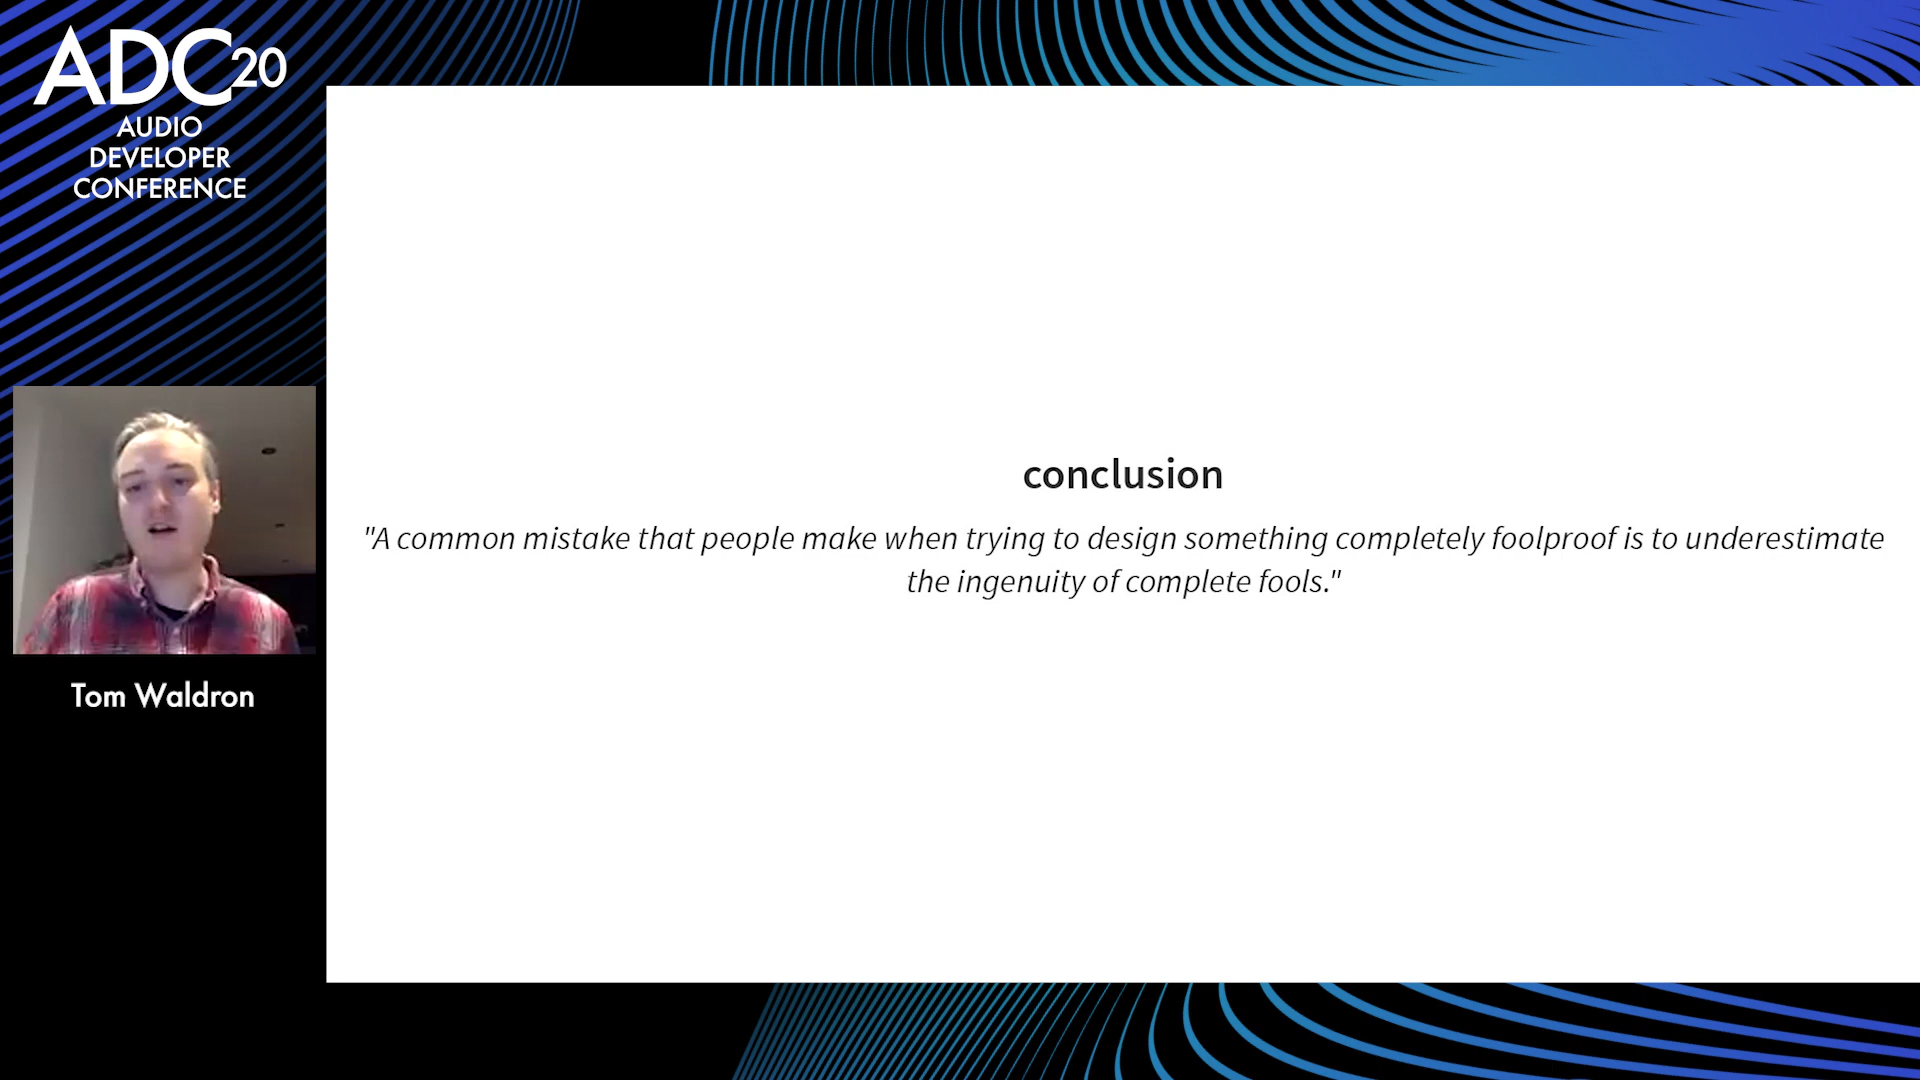 ADC20
AUDIO
DEVELOPER
CONFERENCE
Tom Waldron
conclusion
"A common mistake that people make when trying to design something completely foolproof is to underestimate
the ingenuity of complete fools."